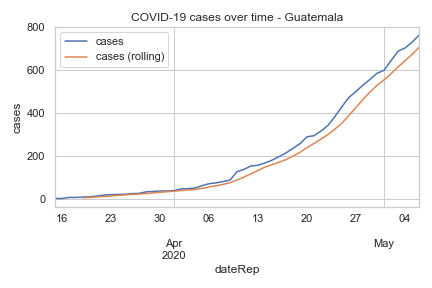 COVID-19 cases over time - Guatemala
800
cases
cases (rolling)
600
400
200
0
cases
16 23 30 06 13 20 27 04
Apr May
2020
dateRep